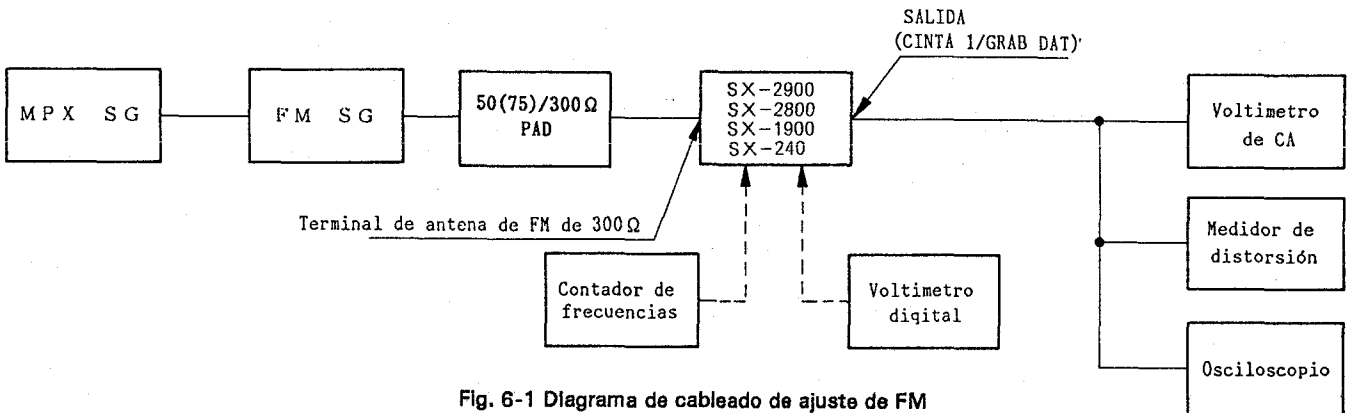 SALIDA
(CINTA 1/GRAB DAT)
MPX SG
FM SG
50(75)/300Ω
PAD
SX-2900
SX-2800
SX-1900
SX-240
Voltimetro
de CA
Terminal de antena de FM de 300Ω
Medidor de
distorsión
Contador de
frecuencias
Voltimetro
digital
Osciloscopio
Fig. 6-1 Diagrama de cableado de ajuste de FM